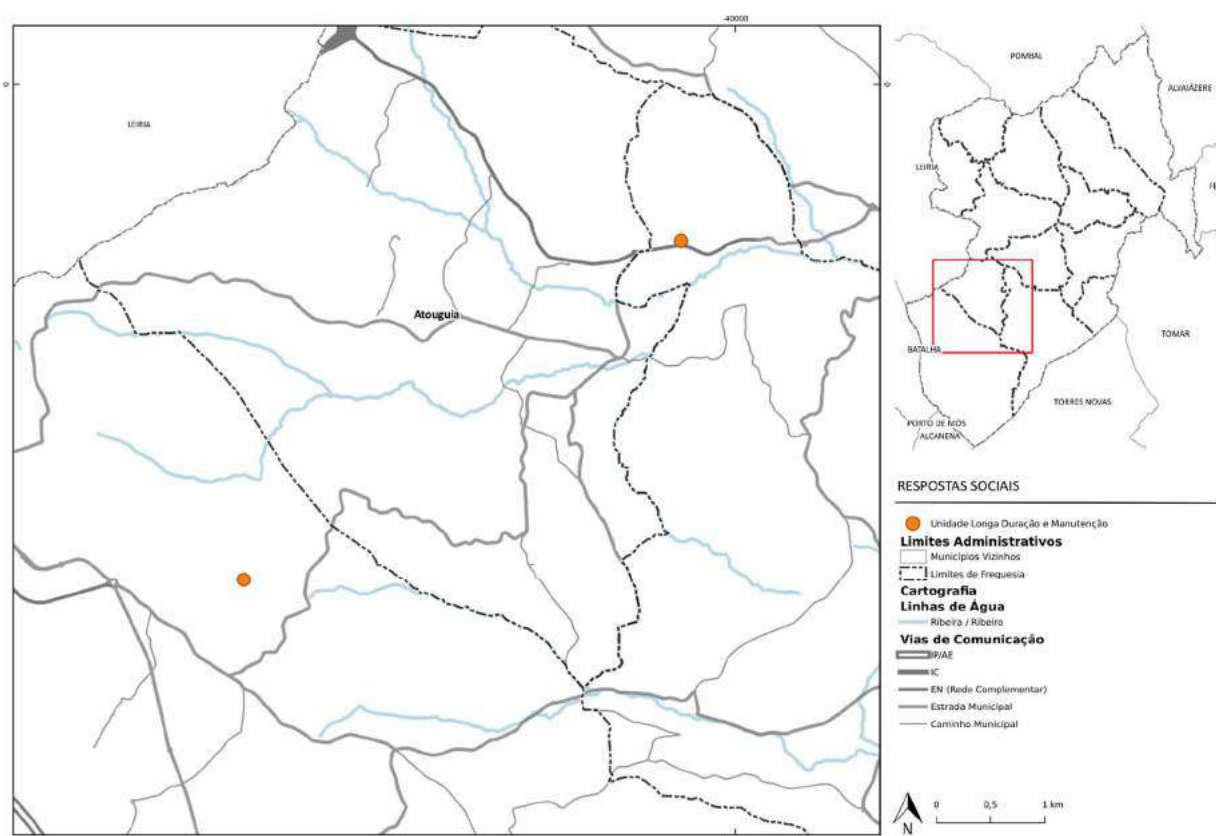 -40000
0
0
LEIRIA
Atouguia
POMBAL
ALVAIÁZERE
LEIRIA
FE
TOMAR
BATALHA
TORRES NOVAS
PORTO DE MÓS
ALCANENA
RESPOSTAS SOCIAIS
Unidade Longa Duração e Manutenção
Limites Administrativos
Municípios Vizinhos
Limites de Freguesia
Cartografia
Linhas de Água
Ribeira / Ribeiro
Vias de Comunicação
IP/AE
IC
EN (Rede Complementar)
Estrada Municipal
Caminho Municipal
0 0,5 1 km
N